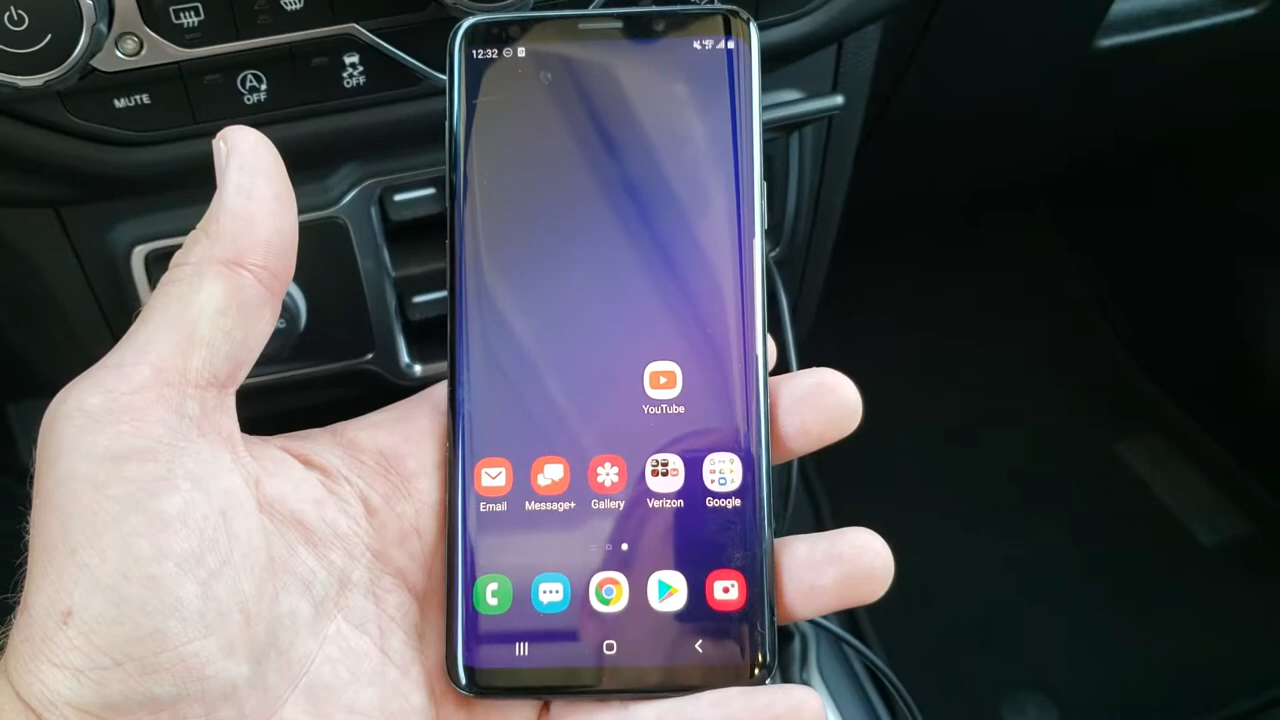 MUTE
A
OFF
OFF
12:32
YouTube
Email
Message+
Gallery
Verizon
Google